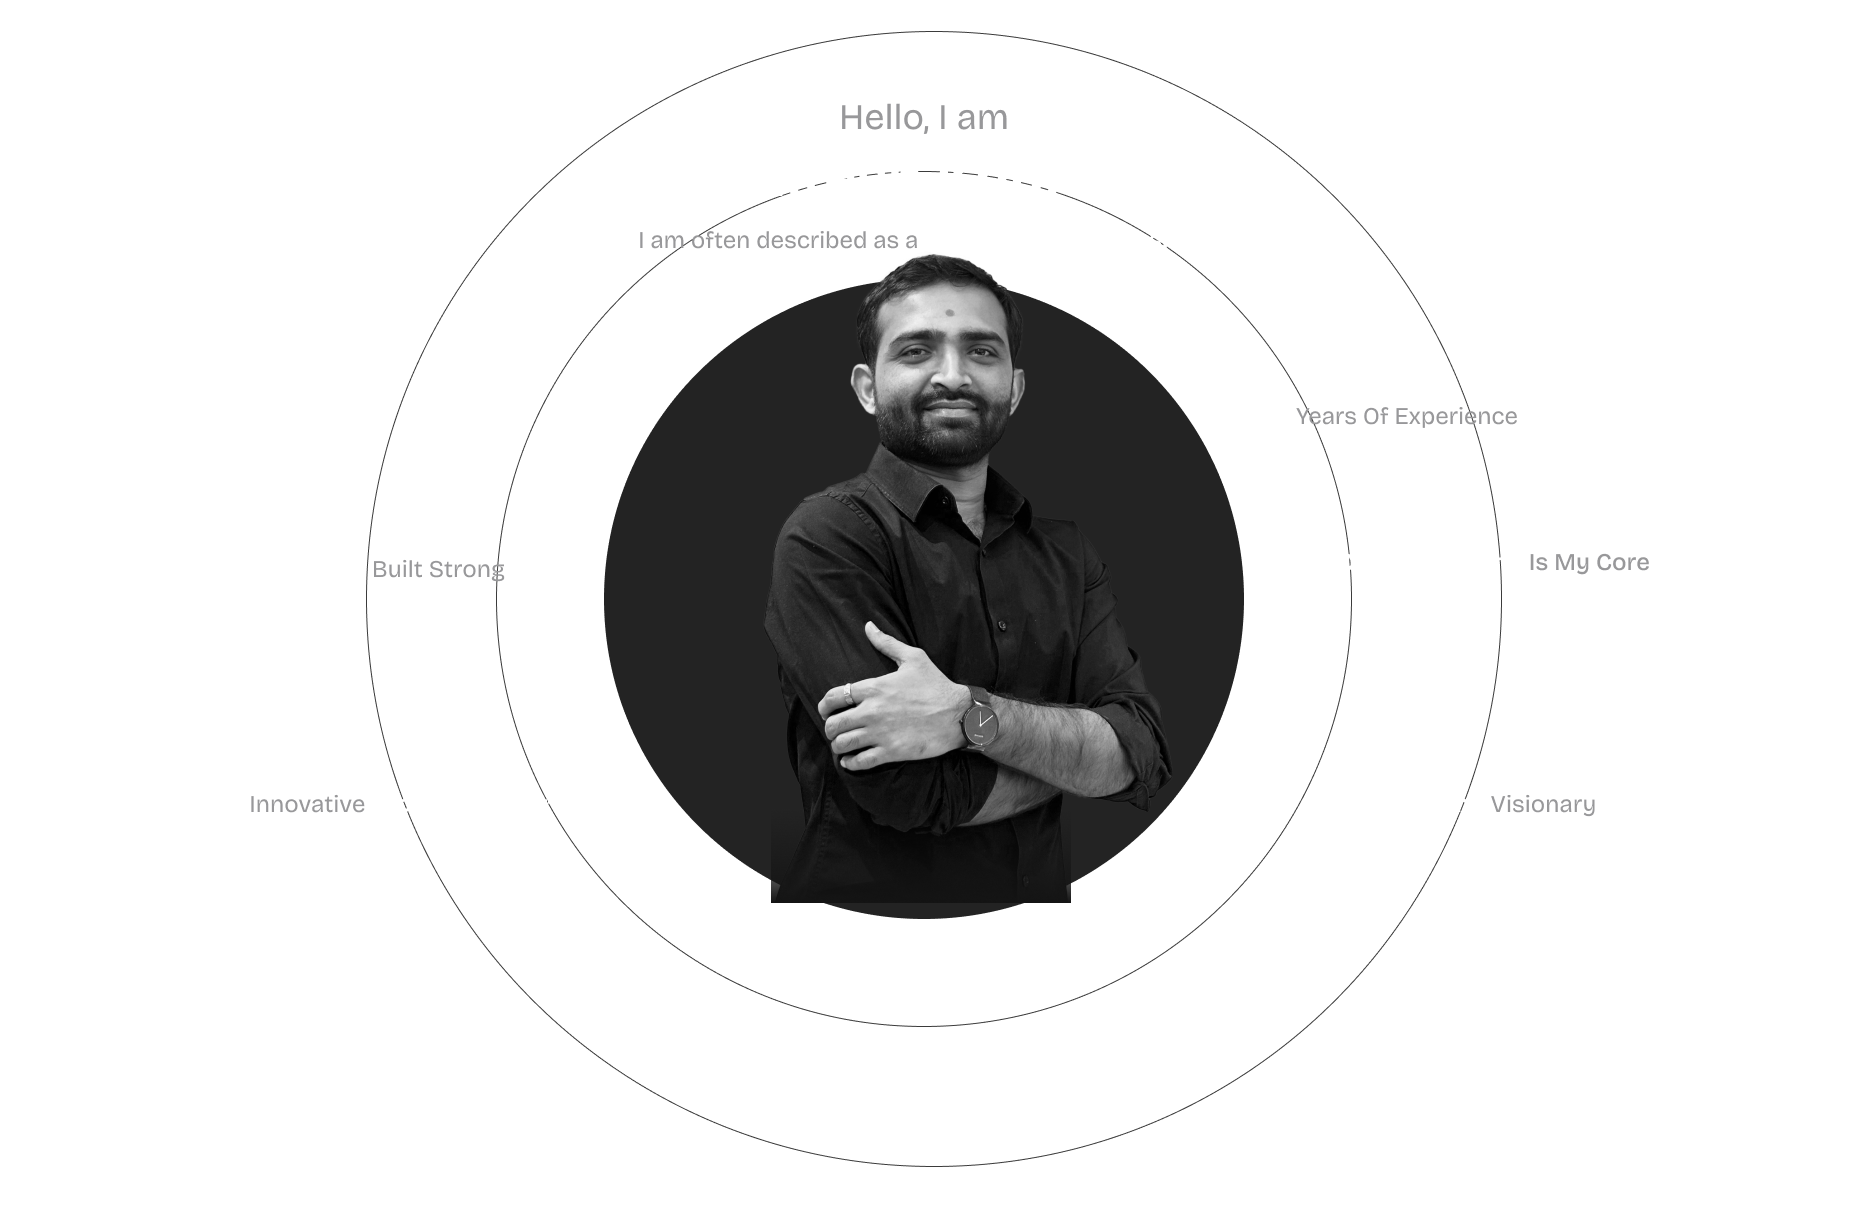 Hello, I am
I am often described as a
Years Of Experience
Built Strong
Is My Core
Innovative
Visionary